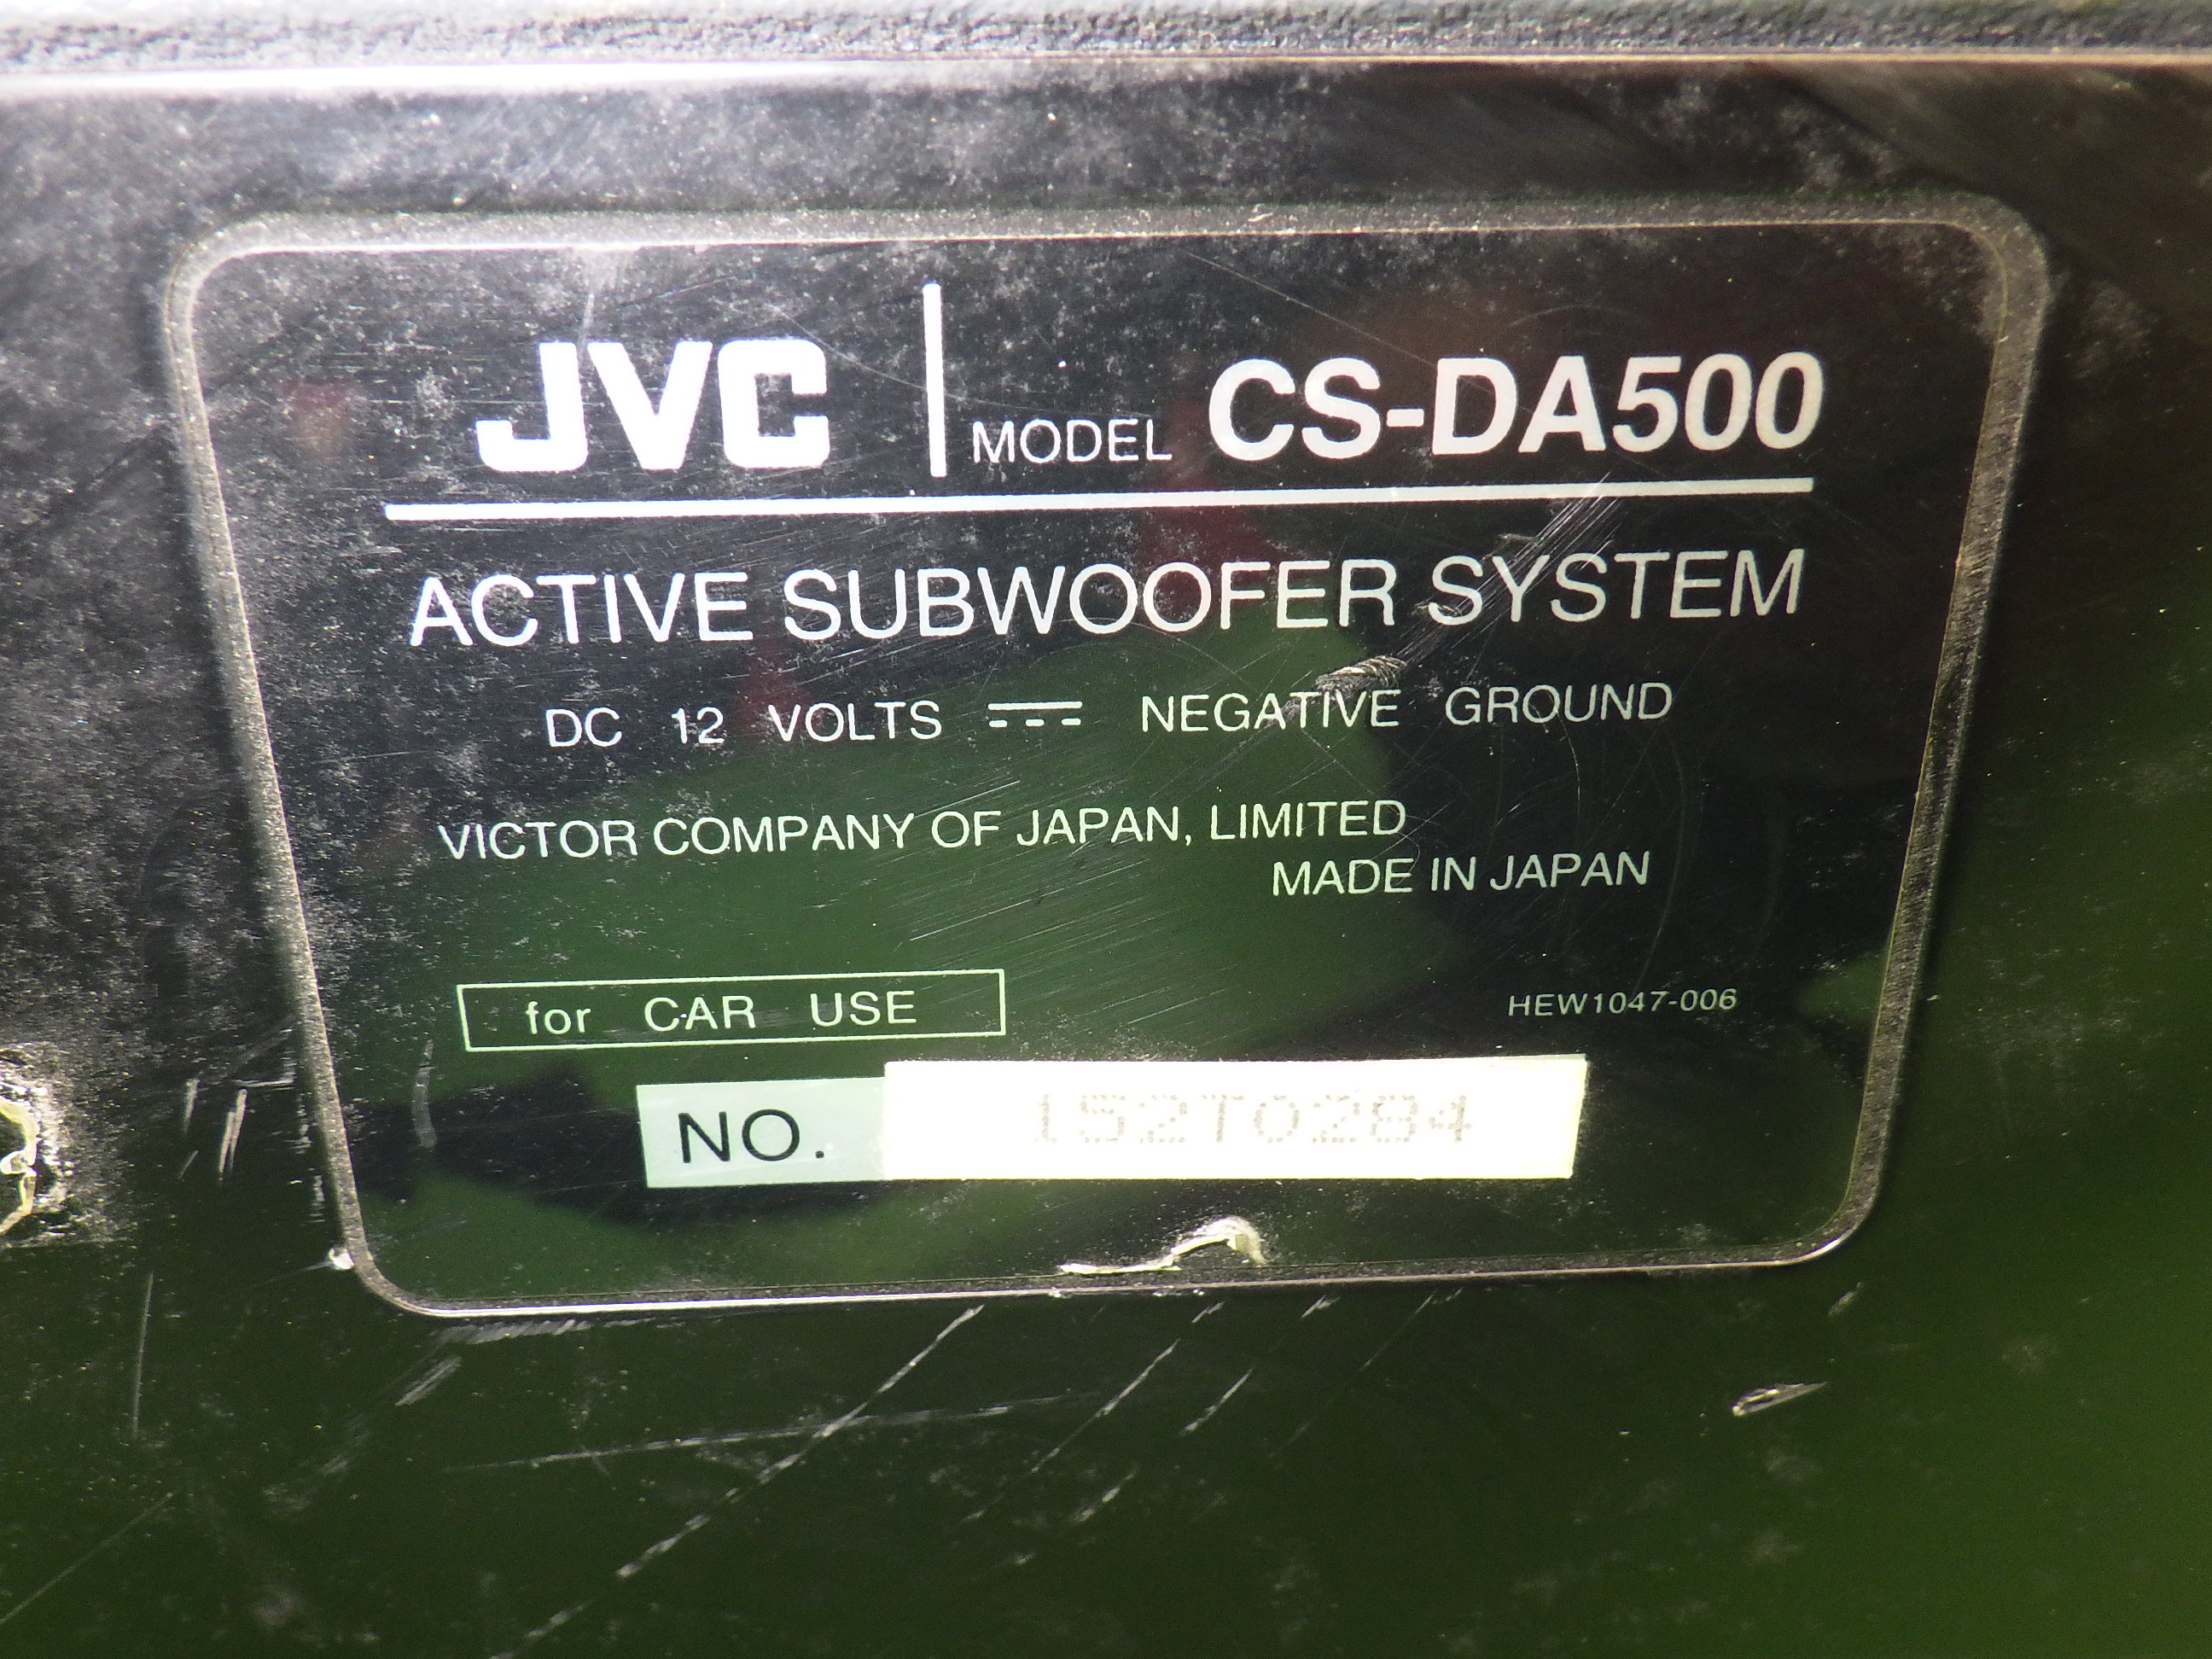 JVC MODEL CS-DA500
ACTIVE SUBWOOFER SYSTEM
DC 12 VOLTS ⎓ NEGATIVE GROUND
VICTOR COMPANY OF JAPAN, LIMITED
MADE IN JAPAN
for CAR USE
HEW1047-006
NO. 152T0284